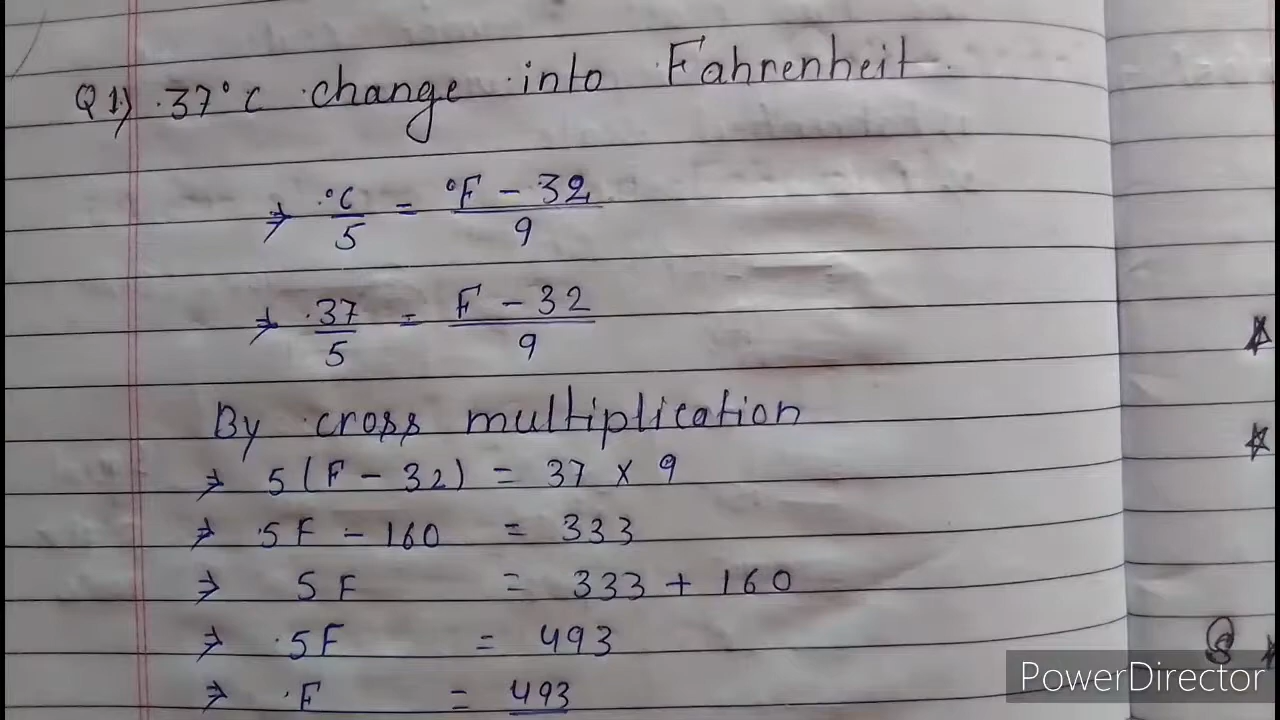 Q1) 37°C change into Fahrenheit.
⇒ °C/5 = °F - 32/9
⇒ 37/5 = F - 32/9
By cross multiplication
⇒ 5(F - 32) = 37 × 9
⇒ 5F - 160 = 333
⇒ 5F = 333 + 160
⇒ 5F = 493
⇒ F = 493
PowerDirector